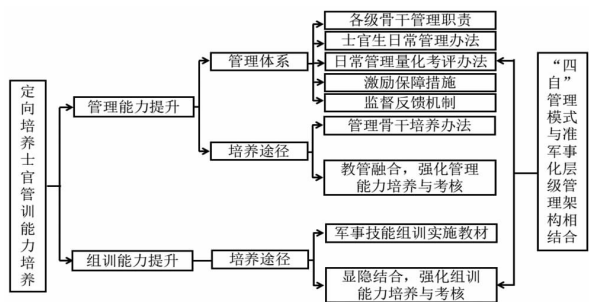 定向培养士官管训能力培养
管理能力提升
组训能力提升
管理体系
培养途径
培养途径
各级骨干管理职责
士官生日常管理办法
日常管理量化考评办法
激励保障措施
监督反馈机制
管理骨干培养办法
教管融合，强化管理
能力培养与考核
军事技能组训实施教材
显隐结合，强化组训
能力培养与考核
“四自”管理模式与准军事化层级管理架构相结合